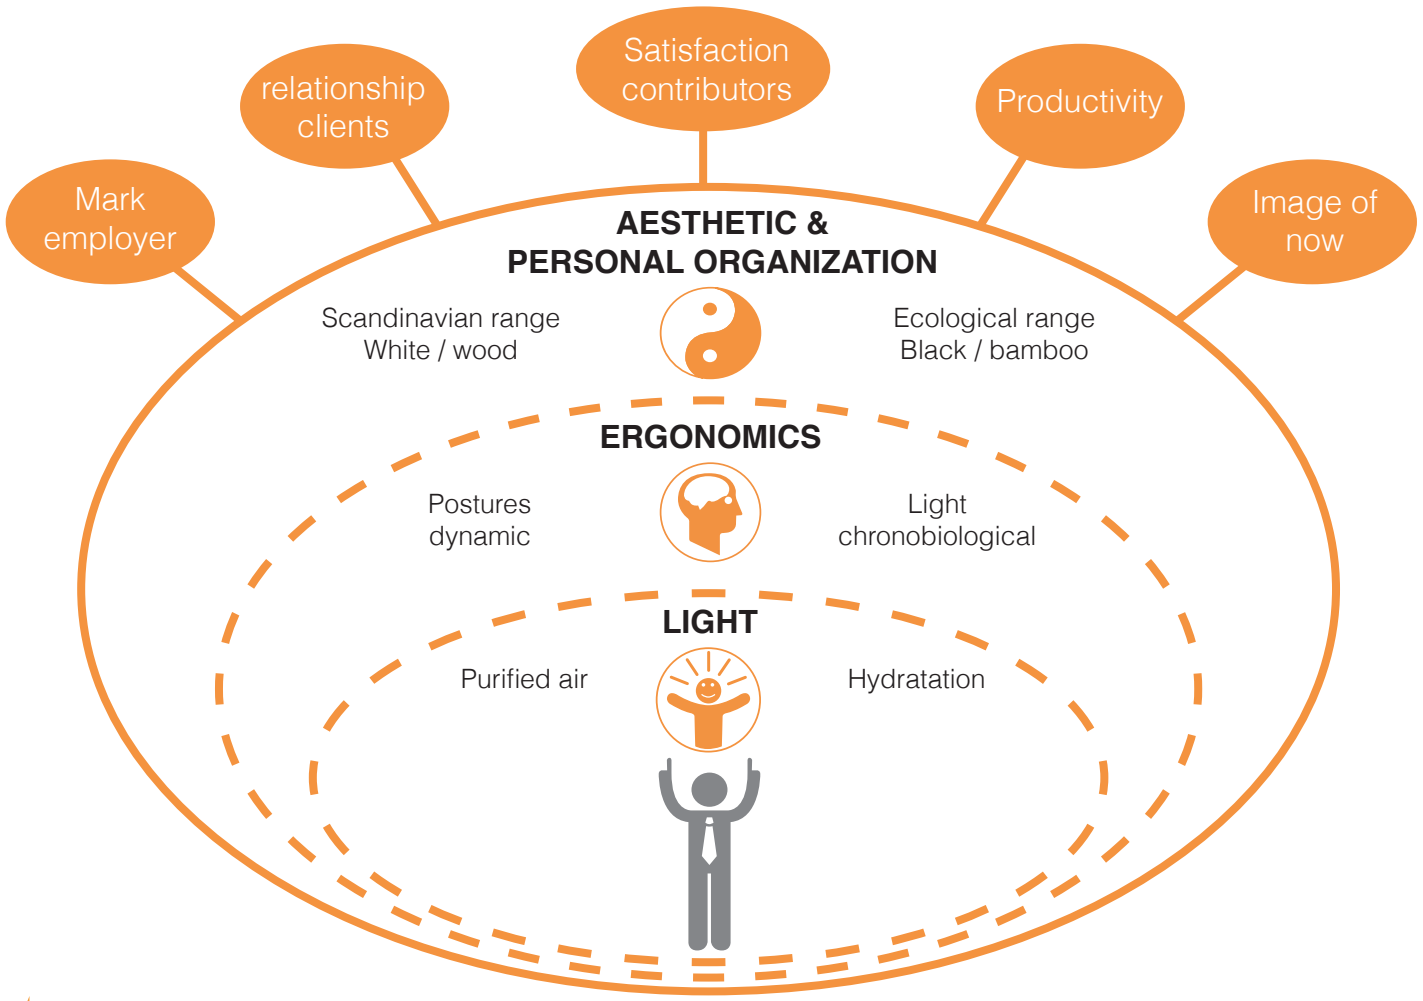 Satisfaction
contributors
relationship
clients
Productivity
Mark
employer
Image of
now
AESTHETIC &
PERSONAL ORGANIZATION
Scandinavian range
White / wood
Ecological range
Black / bamboo
ERGONOMICS
Postures
dynamic
Light
chronobiological
LIGHT
Purified air
Hydratation